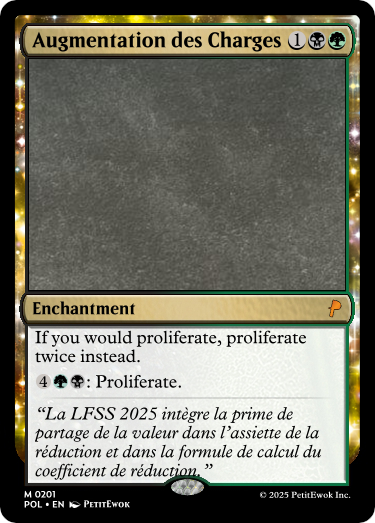 Augmentation des Charges 1
Enchantment
If you would proliferate, proliferate
twice instead.
4 : Proliferate.
“La LFSS 2025 intègre la prime de
partage de la valeur dans l’assiette de la
réduction et dans la formule de calcul du
coefficient de réduction.”
M 0201
POL • EN PetitEwok
© 2025 PetitEwok Inc.